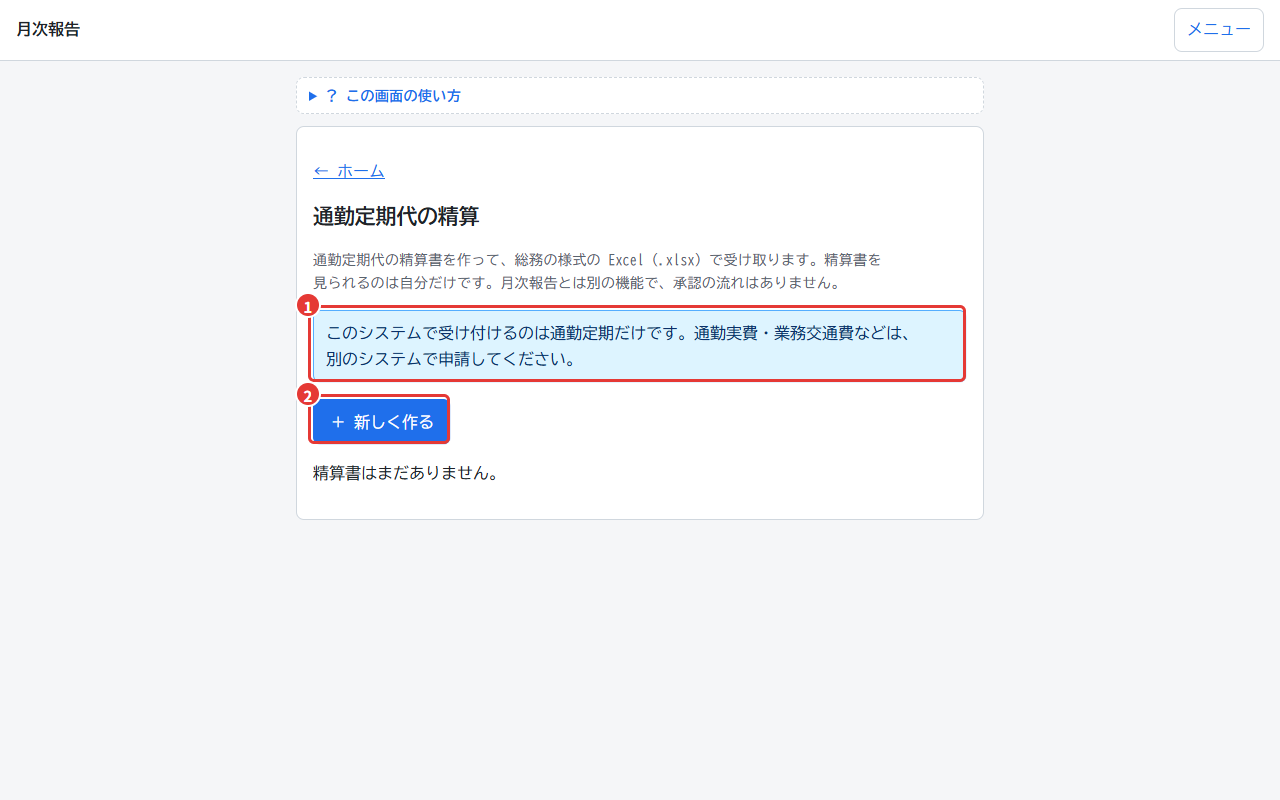 月次報告
メニュー
▶ ? この画面の使い方
← ホーム
通勤定期代の精算
通勤定期代の精算書を作って、総務の様式の Excel（.xlsx）で受け取ります。精算書を
見られるのは自分だけです。月次報告とは別の機能で、承認の流れはありません。
1
このシステムで受け付けるのは通勤定期だけです。通勤実費・業務交通費などは、
別のシステムで申請してください。
2
＋ 新しく作る
精算書はまだありません。